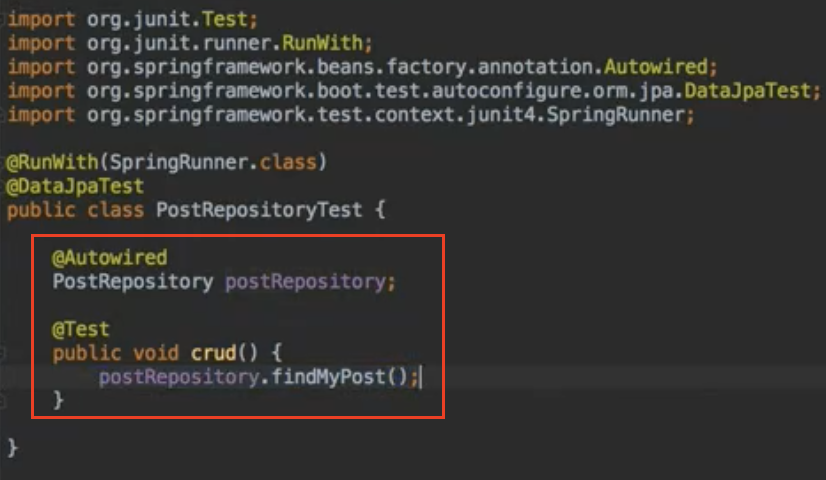 import org.junit.Test;
import org.junit.runner.RunWith;
import org.springframework.beans.factory.annotation.Autowired;
import org.springframework.boot.test.autoconfigure.orm.jpa.DataJpaTest;
import org.springframework.test.context.junit4.SpringRunner;
@RunWith(SpringRunner.class)
@DataJpaTest
public class PostRepositoryTest {
@Autowired
PostRepository postRepository;
@Test
public void crud() {
postRepository.findMyPost();
}
}